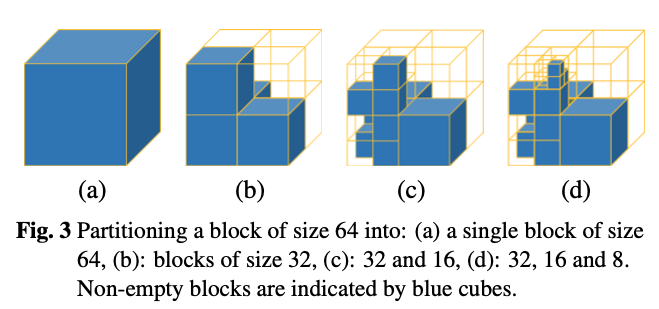 (a) (b) (c) (d)
Fig. 3 Partitioning a block of size 64 into: (a) a single block of size
64, (b): blocks of size 32, (c): 32 and 16, (d): 32, 16 and 8.
Non-empty blocks are indicated by blue cubes.